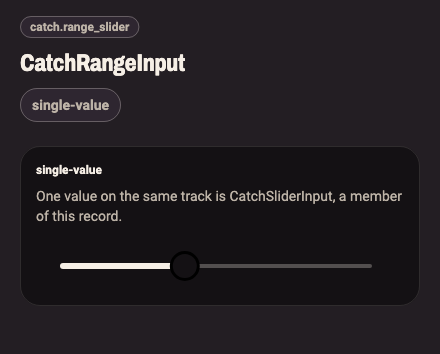 catch.range_slider
CatchRangeInput
single-value
single-value
One value on the same track is CatchSliderInput, a member
of this record.